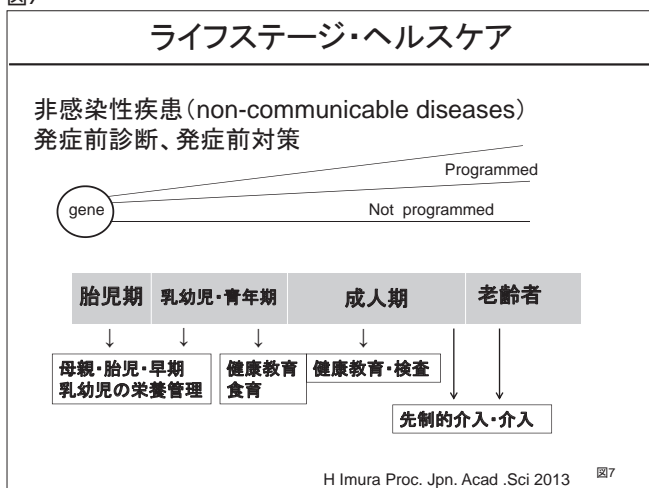 図7
ライフステージ・ヘルスケア
非感染性疾患(non-communicable diseases)
発症前診断、発症前対策
Programmed
gene
Not programmed
胎児期 乳幼児・青年期 成人期 老齢者
↓ ↓ ↓ ↓
母親・胎児・早期
乳幼児の栄養管理
健康教育
食育
健康教育・検査
先制的介入・介入
H Imura Proc. Jpn. Acad .Sci 2013
図7